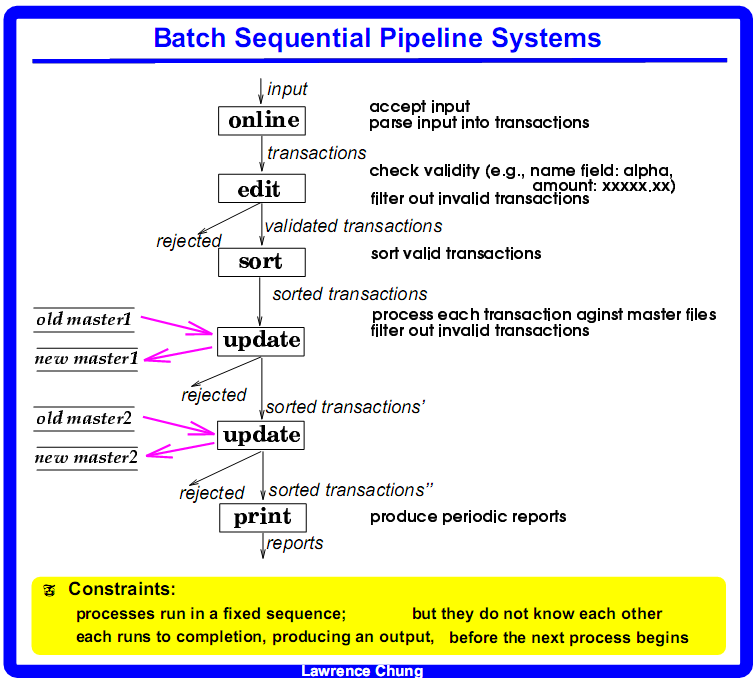 Batch Sequential Pipeline Systems
input
online
accept input
parse input into transactions
transactions
edit
check validity (e.g., name field: alpha,
amount: xxxxx.xx)
filter out invalid transactions
rejected
validated transactions
sort
sort valid transactions
sorted transactions
old master1
new master1
update
process each transaction aginst master files
filter out invalid transactions
rejected
sorted transactions'
old master2
new master2
update
rejected
sorted transactions''
print
produce periodic reports
reports
Constraints:
processes run in a fixed sequence; but they do not know each other
each runs to completion, producing an output, before the next process begins
Lawrence Chung